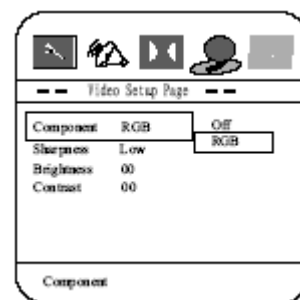 -- -- Video Setup Page -- --
Component RGB Off
RGB
Sharpness Low
Brightness 00
Contrast 00
Component